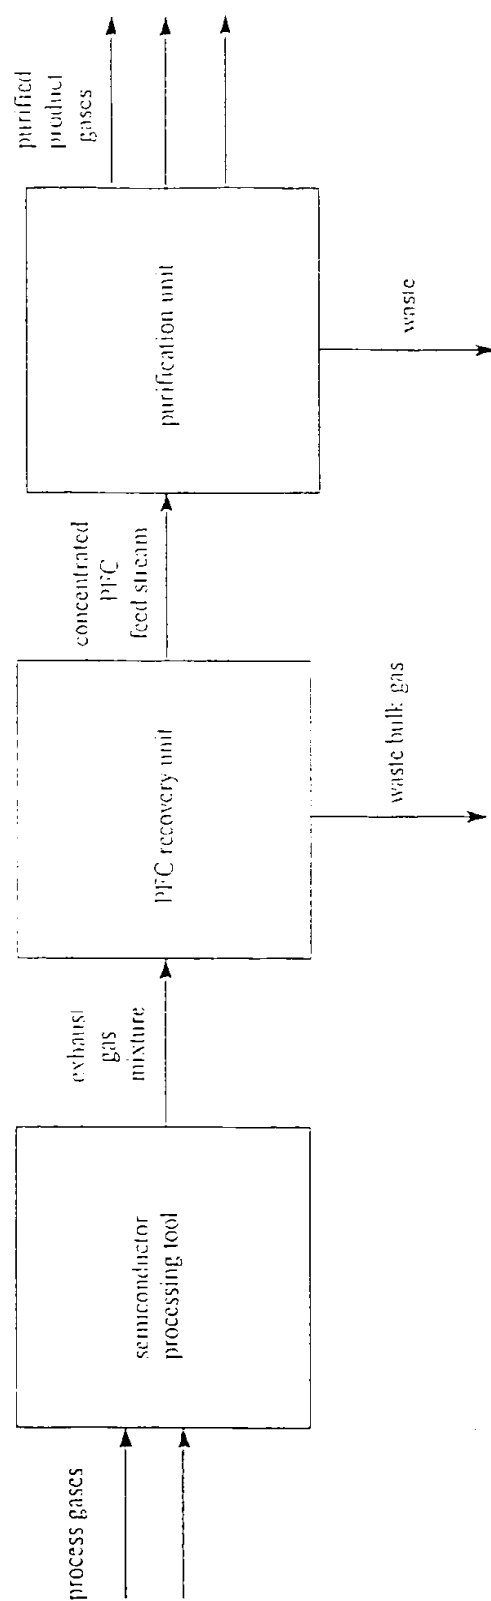 process gases
semiconductor
processing tool
exhaust
gas
mixture
PFC recovery unit
waste bulk gas
concentrated
PFC
feed stream
purification unit
waste
purified
product
gases